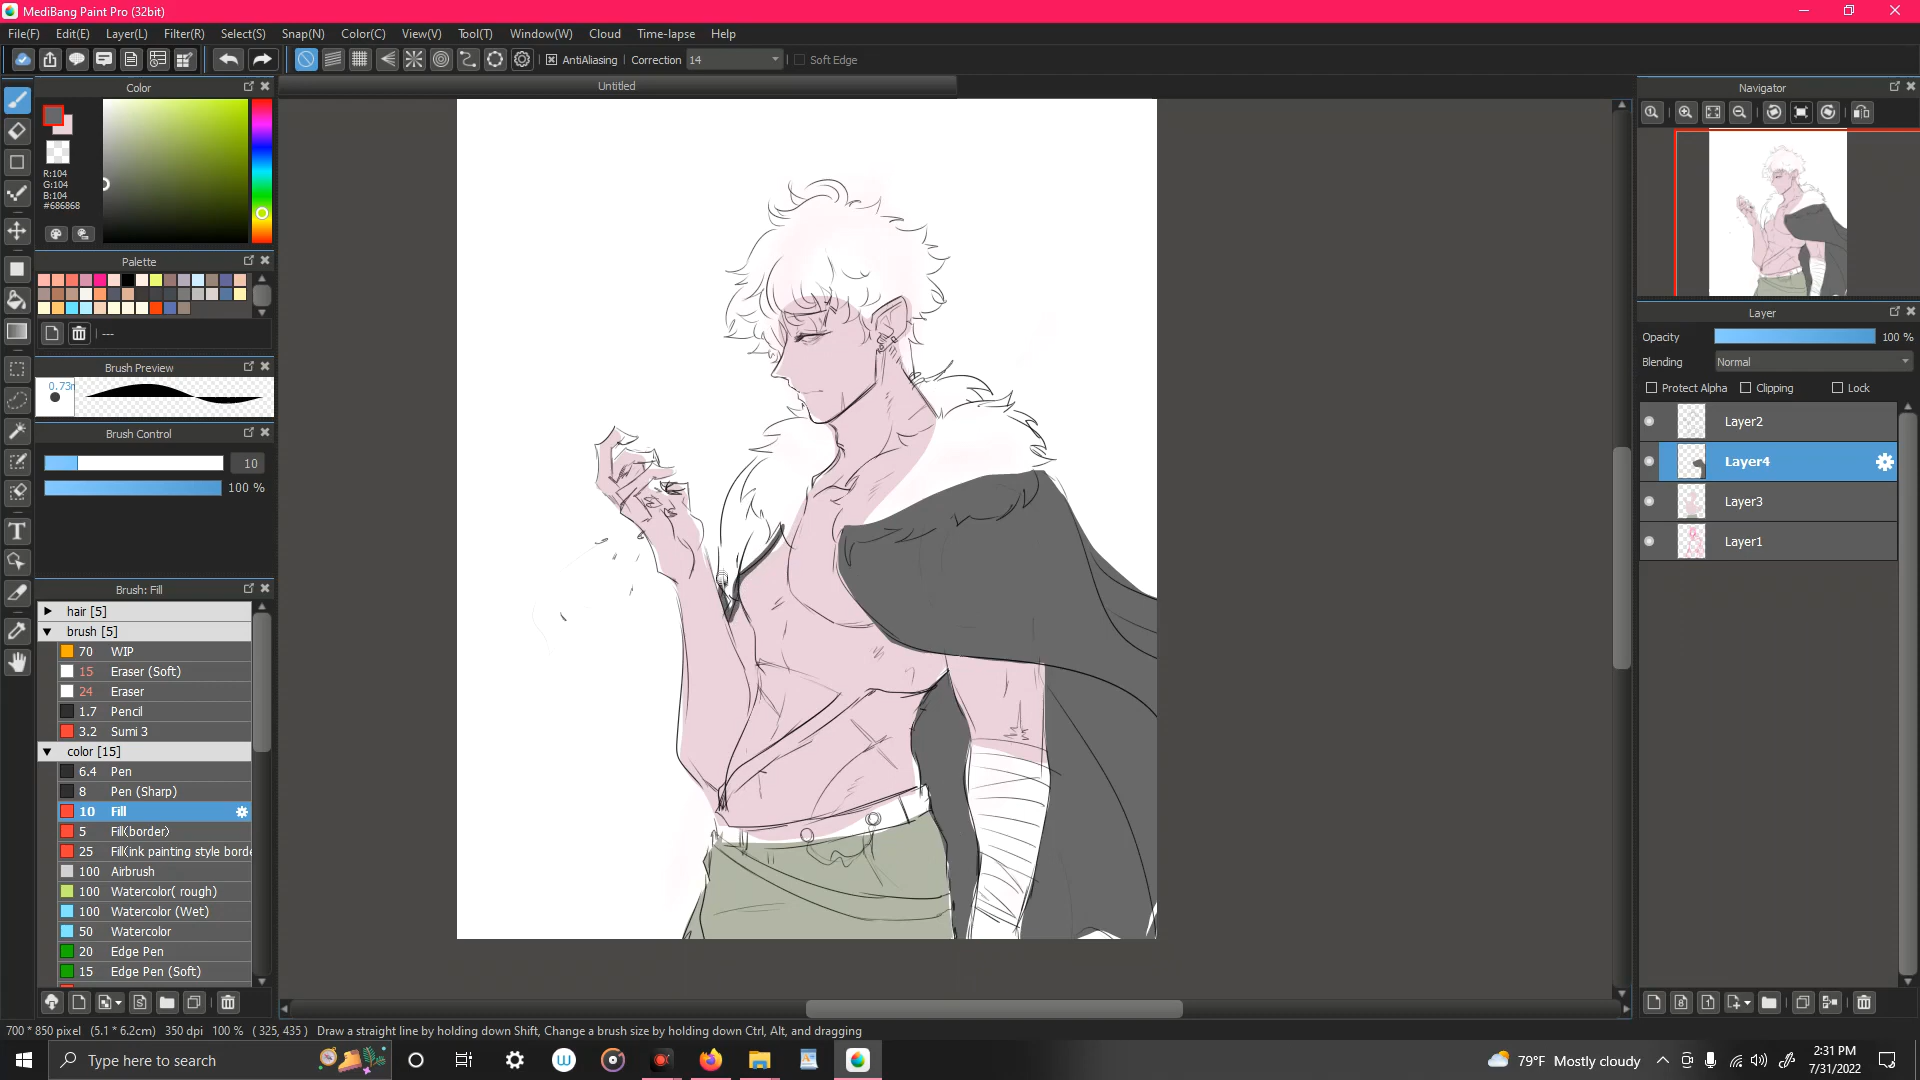 MediBang Paint Pro (32bit)
File(F) Edit(E) Layer(L) Filter(R) Select(S) Snap(N) Color(C) View(V) Tool(T) Window(W) Cloud Time-lapse Help
AntiAliasing Correction 14 Soft Edge
Color
Untitled
Navigator
R:104
G:104
B:104
#686868
Palette
---
Brush Preview
0.73m
Brush Control
10
100 %
Brush: Fill
hair [5]
brush [5]
70 WIP
15 Eraser (Soft)
24 Eraser
1.7 Pencil
3.2 Sumi 3
color [15]
6.4 Pen
8 Pen (Sharp)
10 Fill
5 Fill(border)
25 Fill(ink painting style borde
100 Airbrush
100 Watercolor( rough)
100 Watercolor (Wet)
50 Watercolor
20 Edge Pen
15 Edge Pen (Soft)
Layer
Opacity 100 %
Blending Normal
Protect Alpha Clipping Lock
Layer2
Layer4
Layer3
Layer1
700 * 850 pixel (5.1 * 6.2cm) 350 dpi 100 % ( 325, 435 ) Draw a straight line by holding down Shift, Change a brush size by holding down Ctrl, Alt, and dragging
Type here to search
79°F Mostly cloudy
2:31 PM
7/31/2022